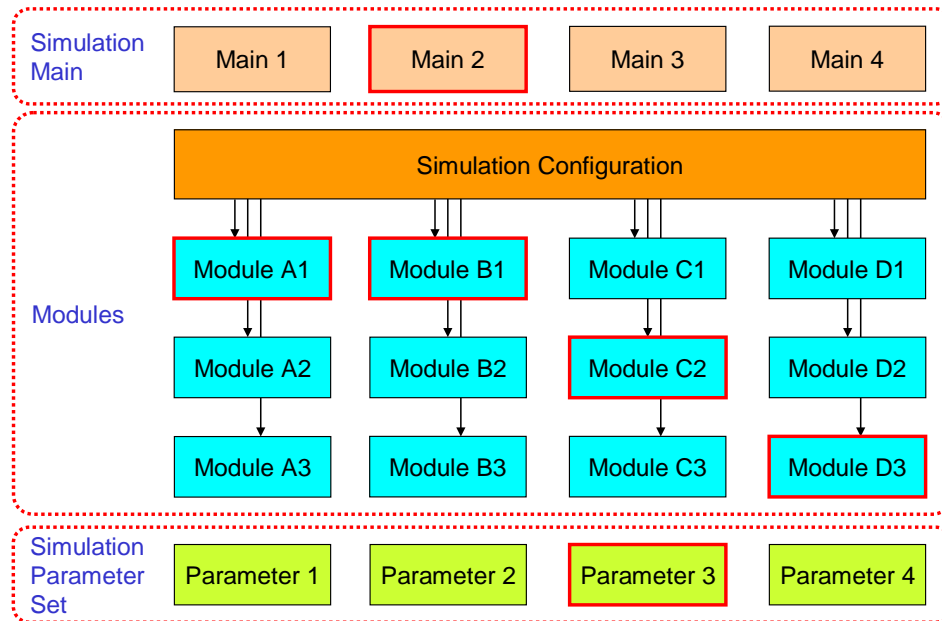 Simulation
Main
Main 1
Main 2
Main 3
Main 4
Simulation Configuration
Modules
Module A1
Module B1
Module C1
Module D1
Module A2
Module B2
Module C2
Module D2
Module A3
Module B3
Module C3
Module D3
Simulation
Parameter
Set
Parameter 1
Parameter 2
Parameter 3
Parameter 4